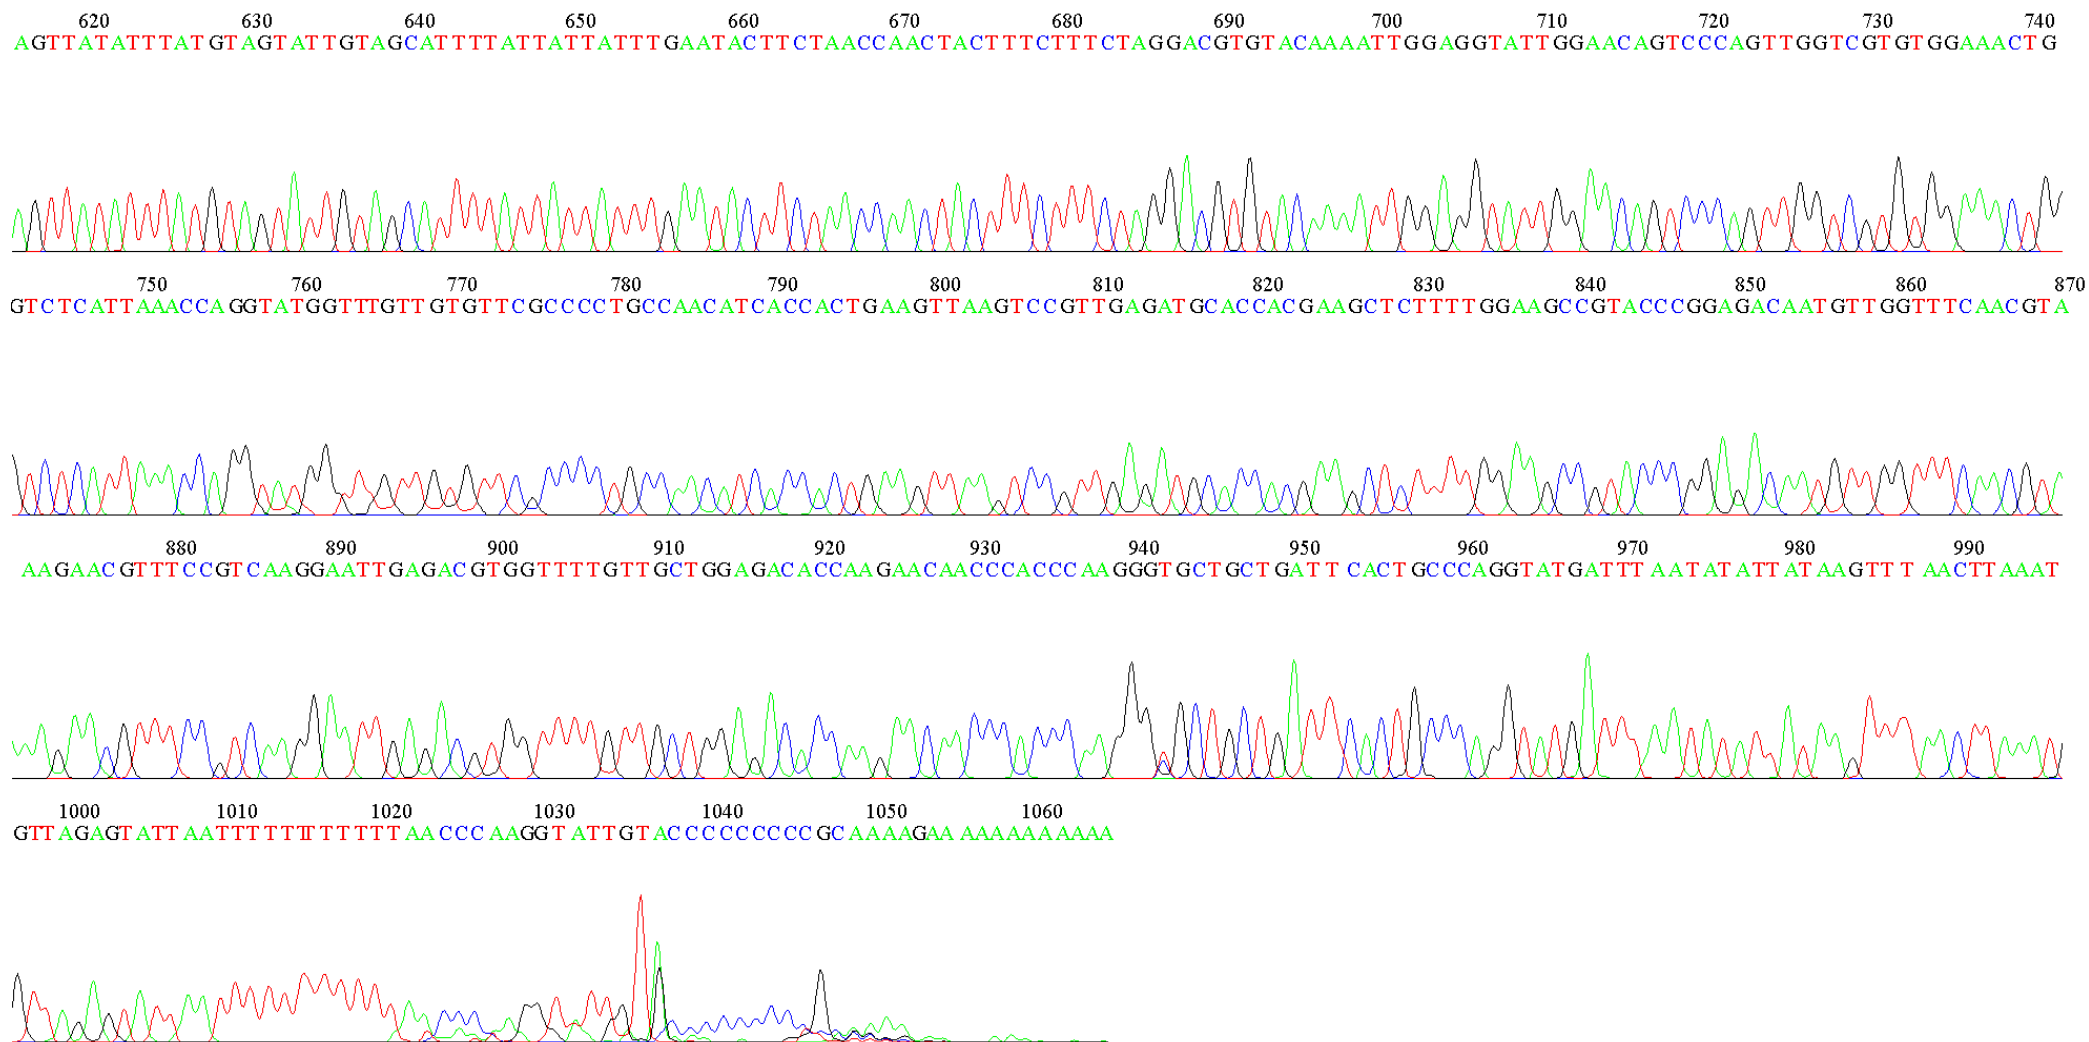 620 630 640 650 660 670 680 690 700 710 720 730 740
AGTTATATTTATGTAGTATTGTAGCATTTTATTATTATTTGAATACTTCTAACCAACTACTTTCTTTCTAGGACGTGTACAAAATTGGAGGTATTGGAACAGTCCCAGTTGGTCGTGTGGAAACTG
750 760 770 780 790 800 810 820 830 840 850 860 870
GTCTCATTAAACCAGGTATGGTTTGTTGTGTTCGCCCCTGCCAACATCACCACTGAAGTTAAGTCCGTTGAGATGCACCACGAAGCTCTTTTGGAAGCCGTACCCGGAGACAATGTTGGTTTCAACGTA
880 890 900 910 920 930 940 950 960 970 980 990
AAGAACGTTTCCGTCAAGGAATTGAGACGTGGTTTTGTTGCTGGAGACACCAAGAACAACCCACCCAAGGGTGCTGCTGATTCACTGCCCAGGTATGATTTAATATATTATAAGTTTAACTTAAAT
1000 1010 1020 1030 1040 1050 1060
GTTAGAGTATTAATTTTTTTTTTTTTAACCCAAGGTATTGTACCCCCCCCCCGCAAAAGAAAAAAAAAAAAA